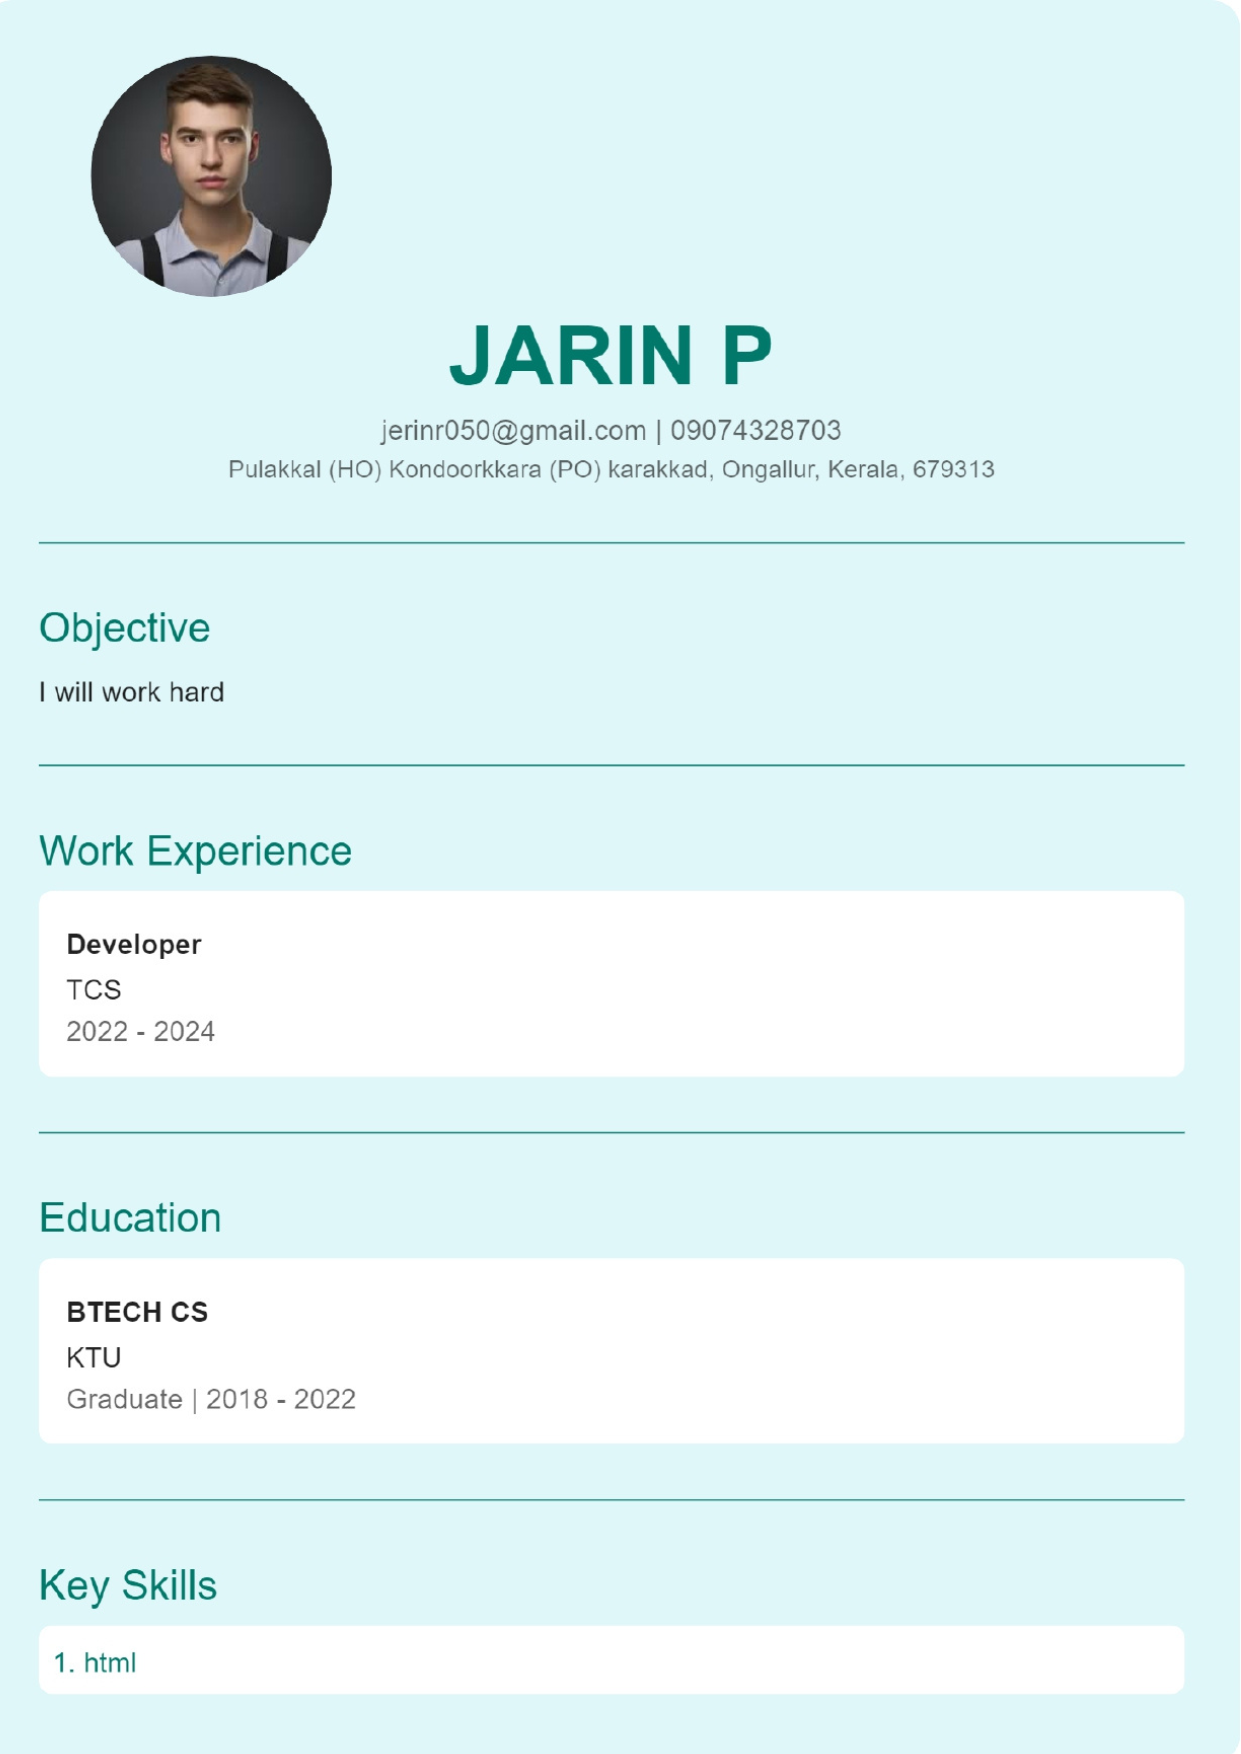 JARIN P
jerinr050@gmail.com | 09074328703
Pulakkal (HO) Kondoorkkara (PO) karakkad, Ongallur, Kerala, 679313
Objective
I will work hard
Work Experience
Developer
TCS
2022 - 2024
Education
BTECH CS
KTU
Graduate | 2018 - 2022
Key Skills
1. html